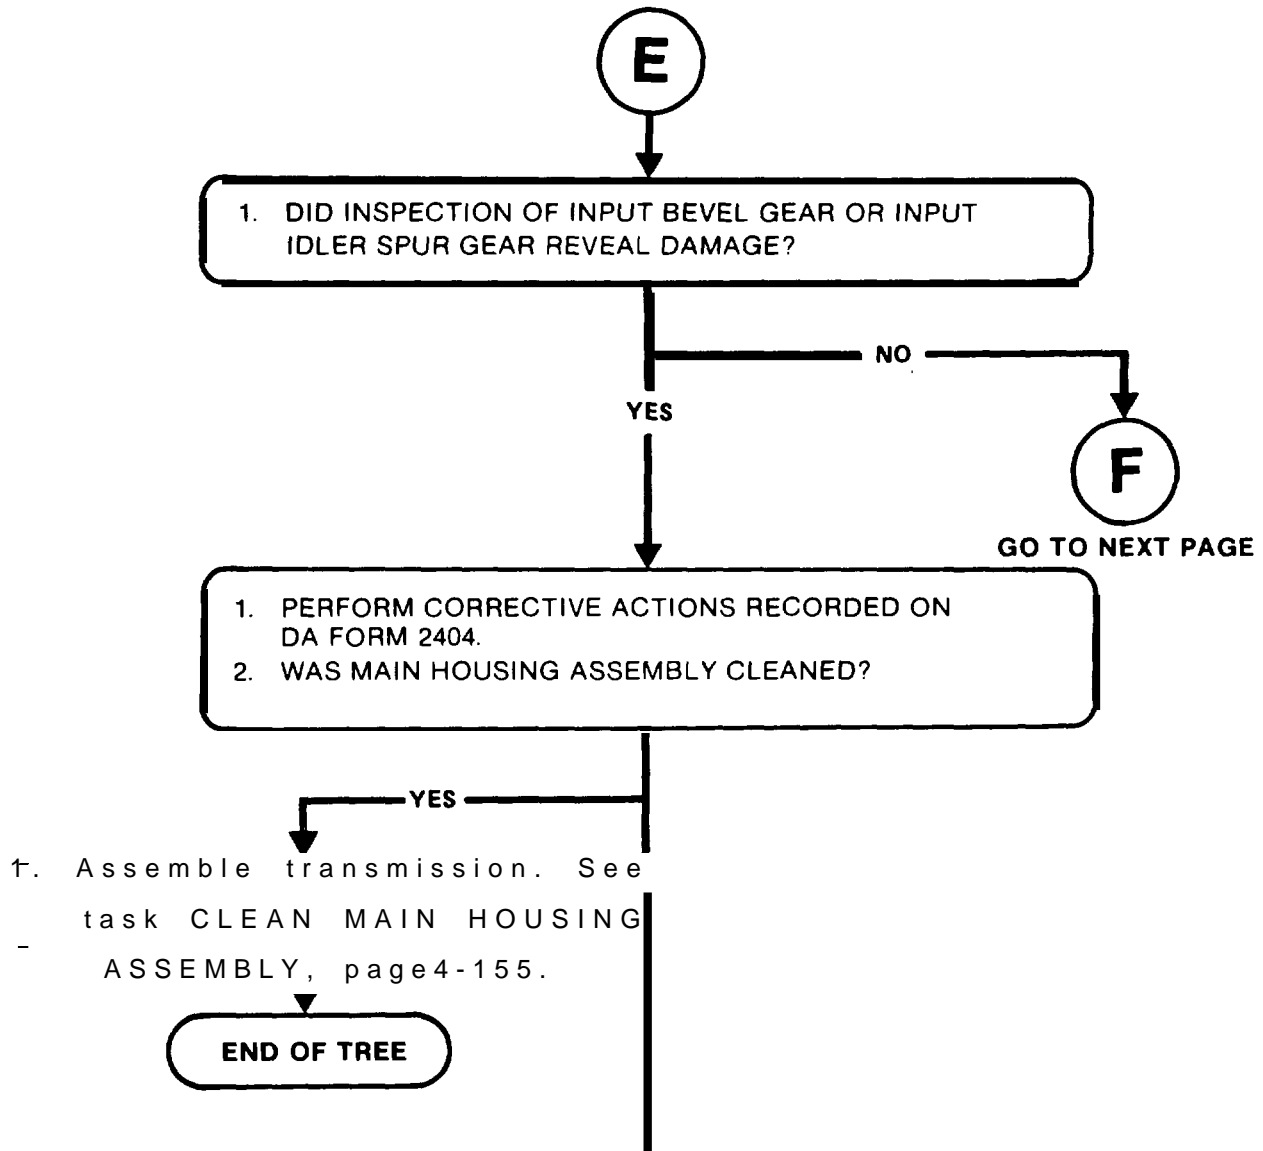 E
1. DID INSPECTION OF INPUT BEVEL GEAR OR INPUT
IDLER SPUR GEAR REVEAL DAMAGE?
NO
YES
F
GO TO NEXT PAGE
1. PERFORM CORRECTIVE ACTIONS RECORDED ON
DA FORM 2404.
2. WAS MAIN HOUSING ASSEMBLY CLEANED?
YES
1. Assemble transmission. See
task CLEAN MAIN HOUSING
ASSEMBLY, page4-155.
END OF TREE